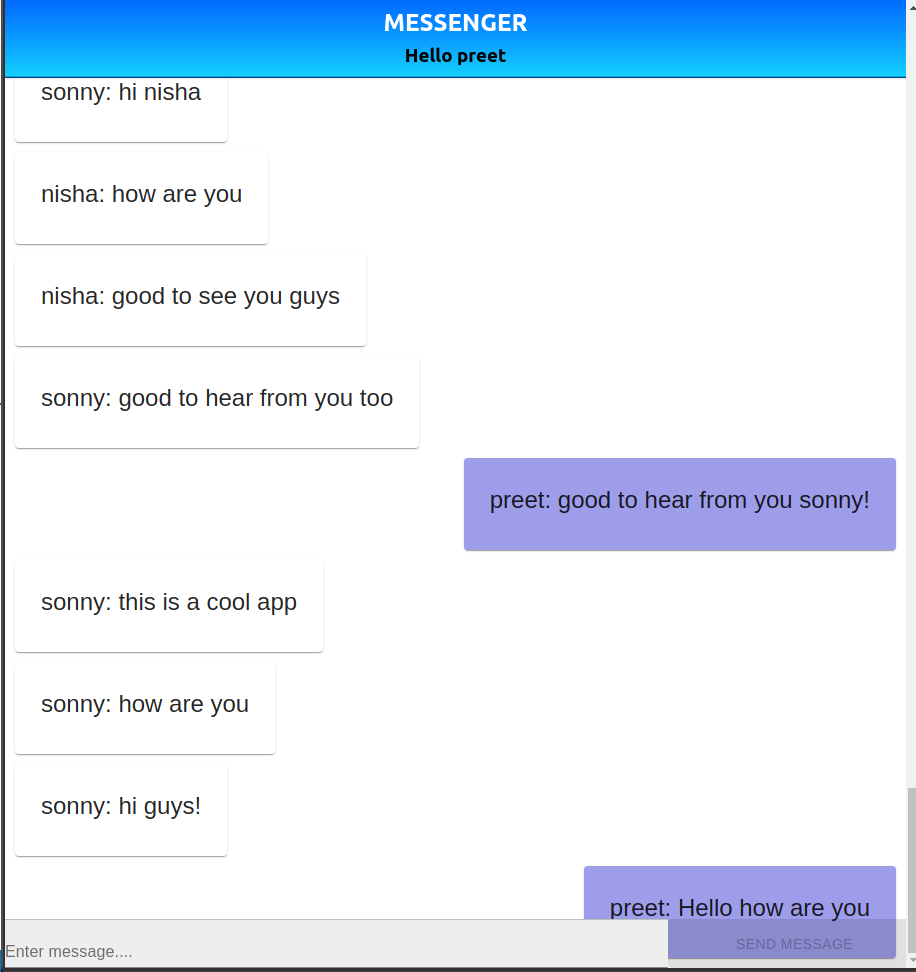 MESSENGER
Hello preet
sonny: hi nisha
nisha: how are you
nisha: good to see you guys
sonny: good to hear from you too
preet: good to hear from you sonny!
sonny: this is a cool app
sonny: how are you
sonny: hi guys!
preet: Hello how are you
Enter message....
SEND MESSAGE